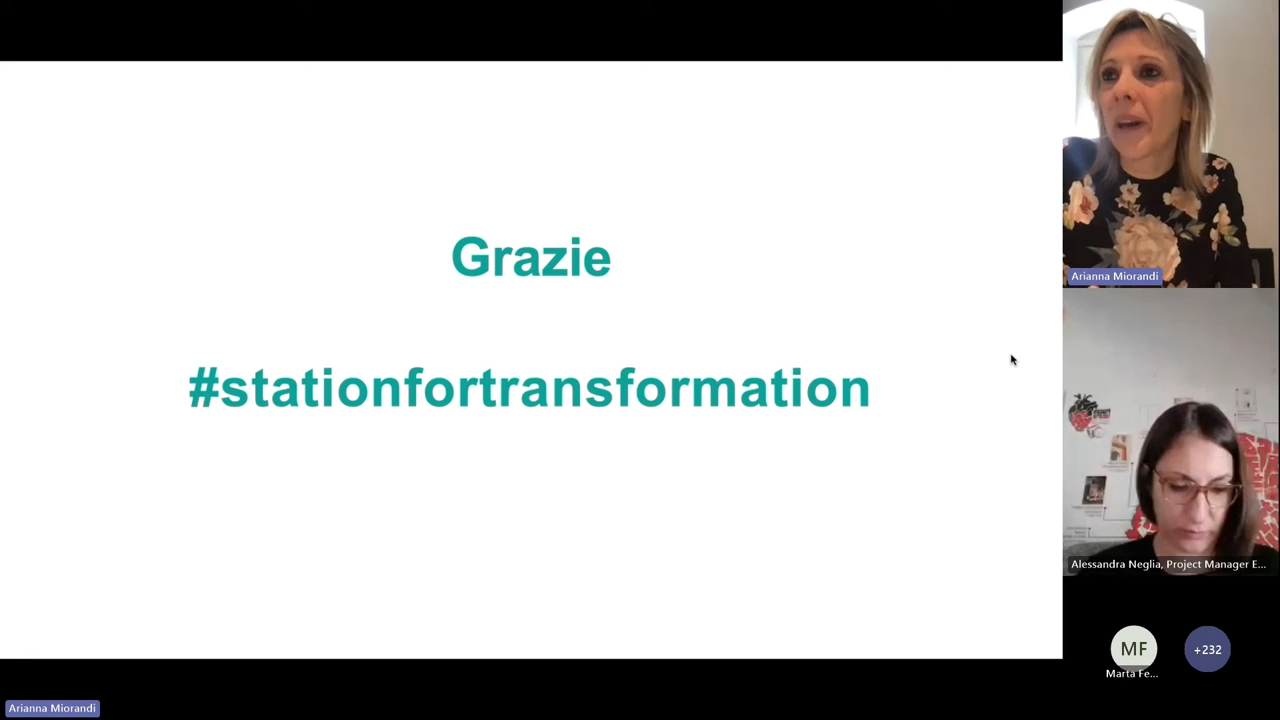 Grazie
#stationfortransformation
Arianna Miorandi
Alessandra Neglia, Project Manager E...
MF
+232
Marta Fe...
Arianna Miorandi